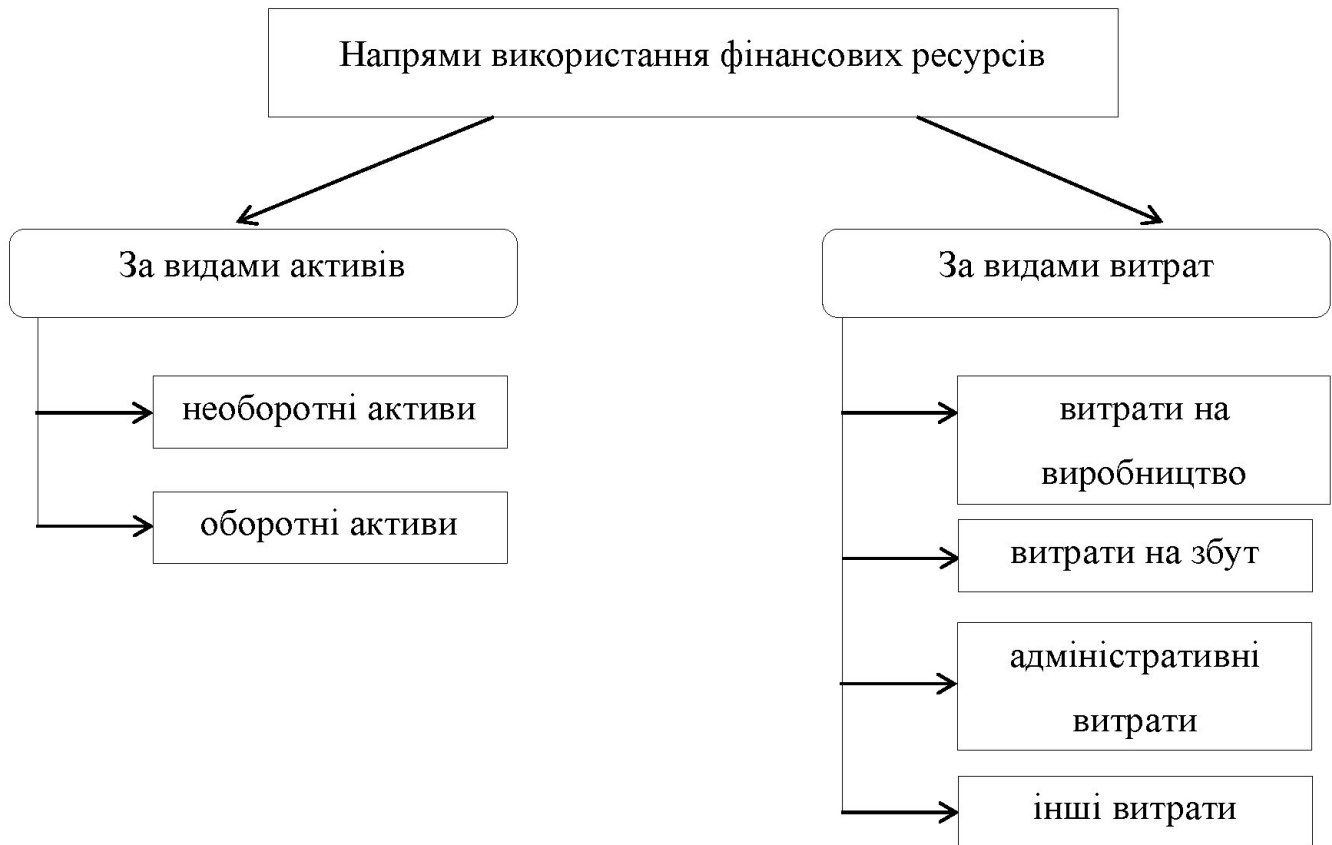 Напрями використання фінансових ресурсів
За видами активів
необоротні активи
оборотні активи
За видами витрат
витрати на
виробництво
витрати на збут
адміністративні
витрати
інші витрати